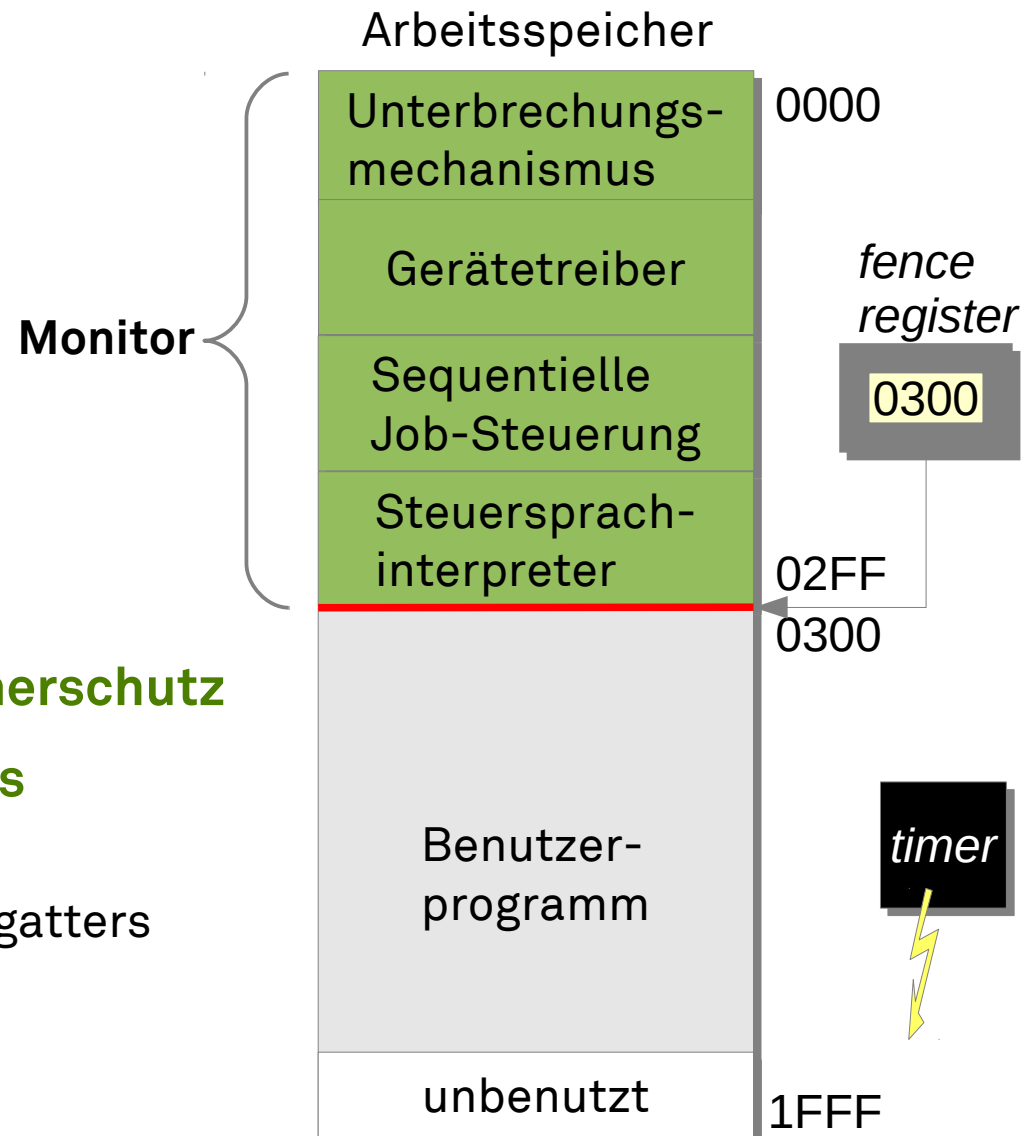 Arbeitsspeicher
Unterbrechungs-
mechanismus
0000
Gerätetreiber
fence
register
Monitor
Sequentielle
Job-Steuerung
0300
Steuersprach-
interpreter
02FF
0300
nerschutz
s
Benutzer-
programm
timer
gatters
unbenutzt
1FFF